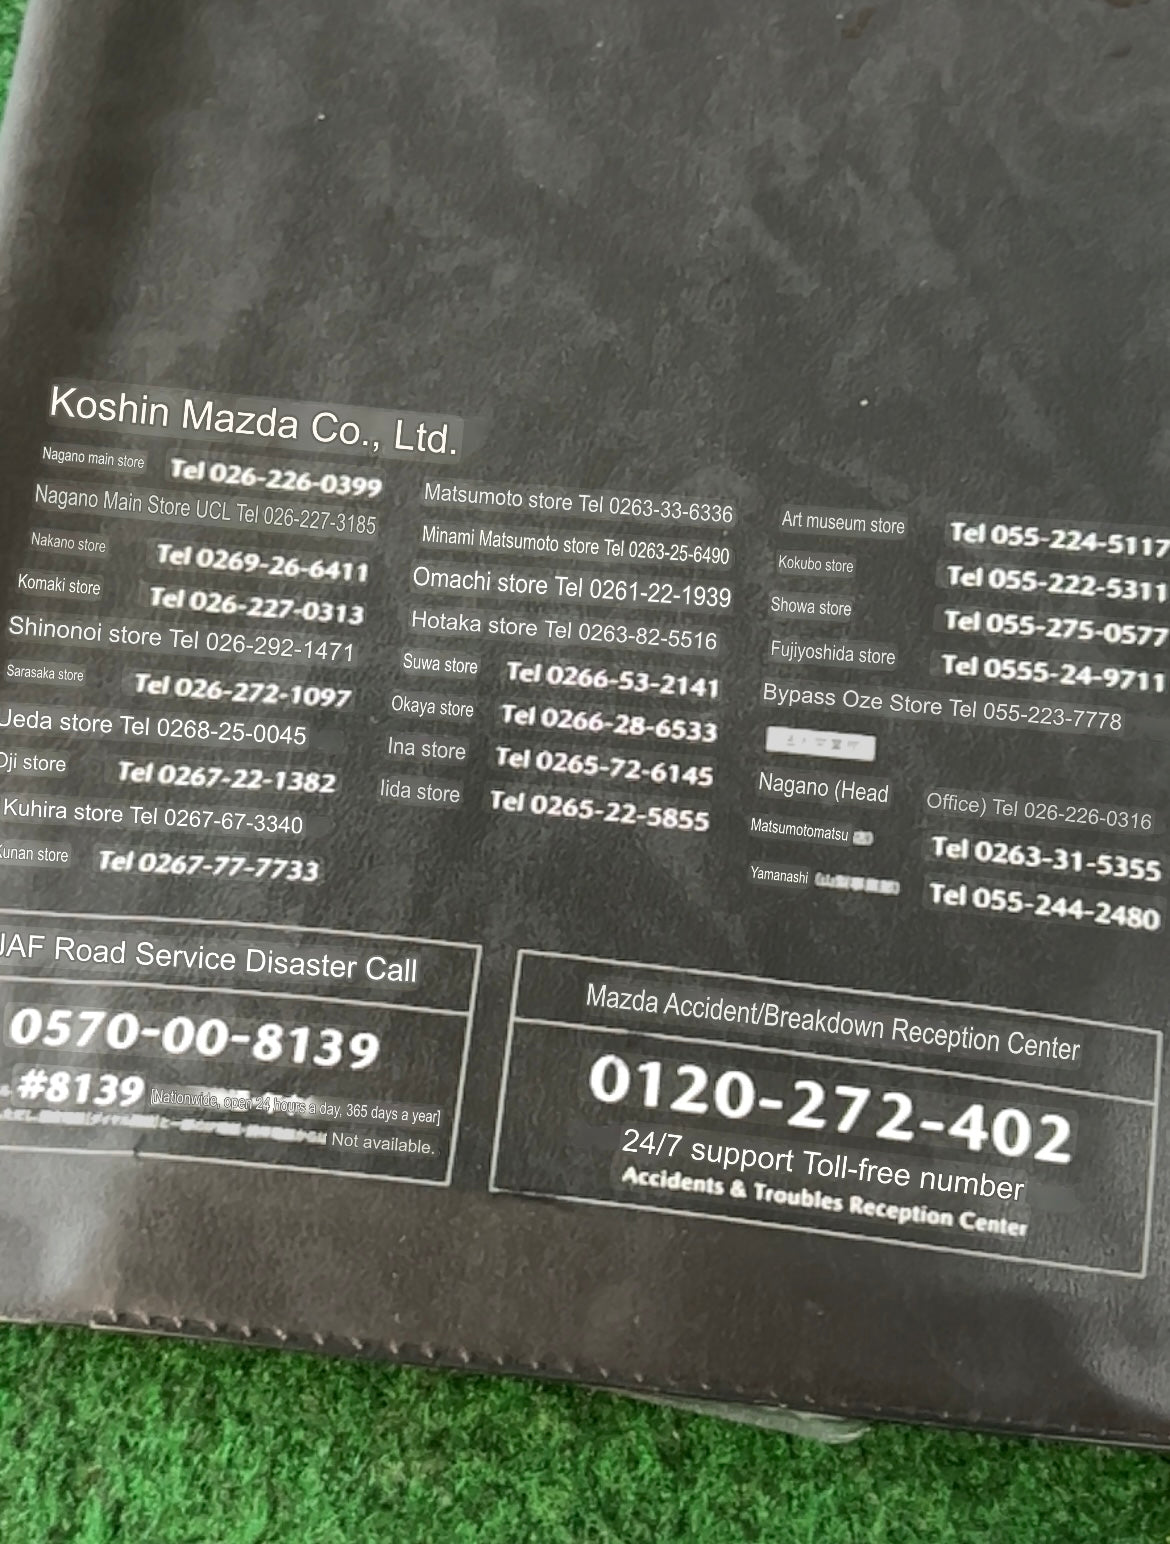 Koshin Mazda Co., Ltd.
Nagano main store Tel 026-226-0399
Nagano Main Store UCL Tel 026-227-3185
Nakano store Tel 0269-26-6411
Komaki store Tel 026-227-0313
Shinonoi store Tel 026-292-1471
Sarasaka store Tel 026-272-1097
Jeda store Tel 0268-25-0045
Oji store Tel 0267-22-1382
Kuhira store Tel 0267-67-3340
Kunan store Tel 0267-77-7733
Matsumoto store Tel 0263-33-6336
Minami Matsumoto store Tel 0263-25-6490
Omachi store Tel 0261-22-1939
Hotaka store Tel 0263-82-5516
Suwa store Tel 0266-53-2141
Okaya store Tel 0266-28-6533
Ina store Tel 0265-72-6145
Iida store Tel 0265-22-5855
Art museum store Tel 055-224-5117
Kokubo store Tel 055-222-5311
Showa store Tel 055-275-0577
Fujiyoshida store Tel 0555-24-9711
Bypass Oze Store Tel 055-223-7778
Nagano (Head Office) Tel 026-226-0316
Matsumotomatsu Tel 0263-31-5355
Yamanashi Tel 055-244-2480
JAF Road Service Disaster Call
0570-00-8139
#8139 [Nationwide, open 24 hours a day, 365 days a year]
Not available.
Mazda Accident/Breakdown Reception Center
0120-272-402
24/7 support Toll-free number
Accidents & Troubles Reception Center